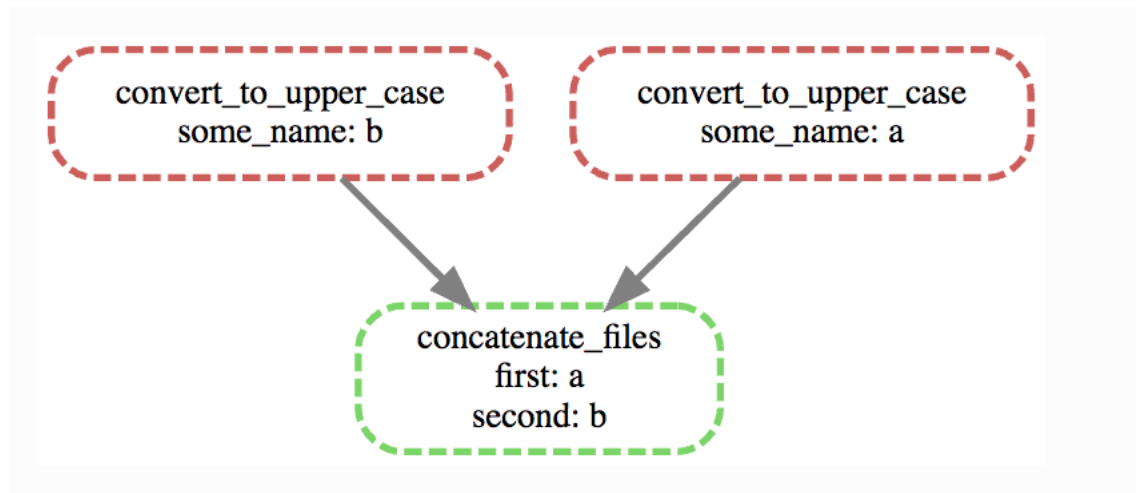 convert_to_upper_case
some_name: b
convert_to_upper_case
some_name: a
concatenate_files
first: a
second: b